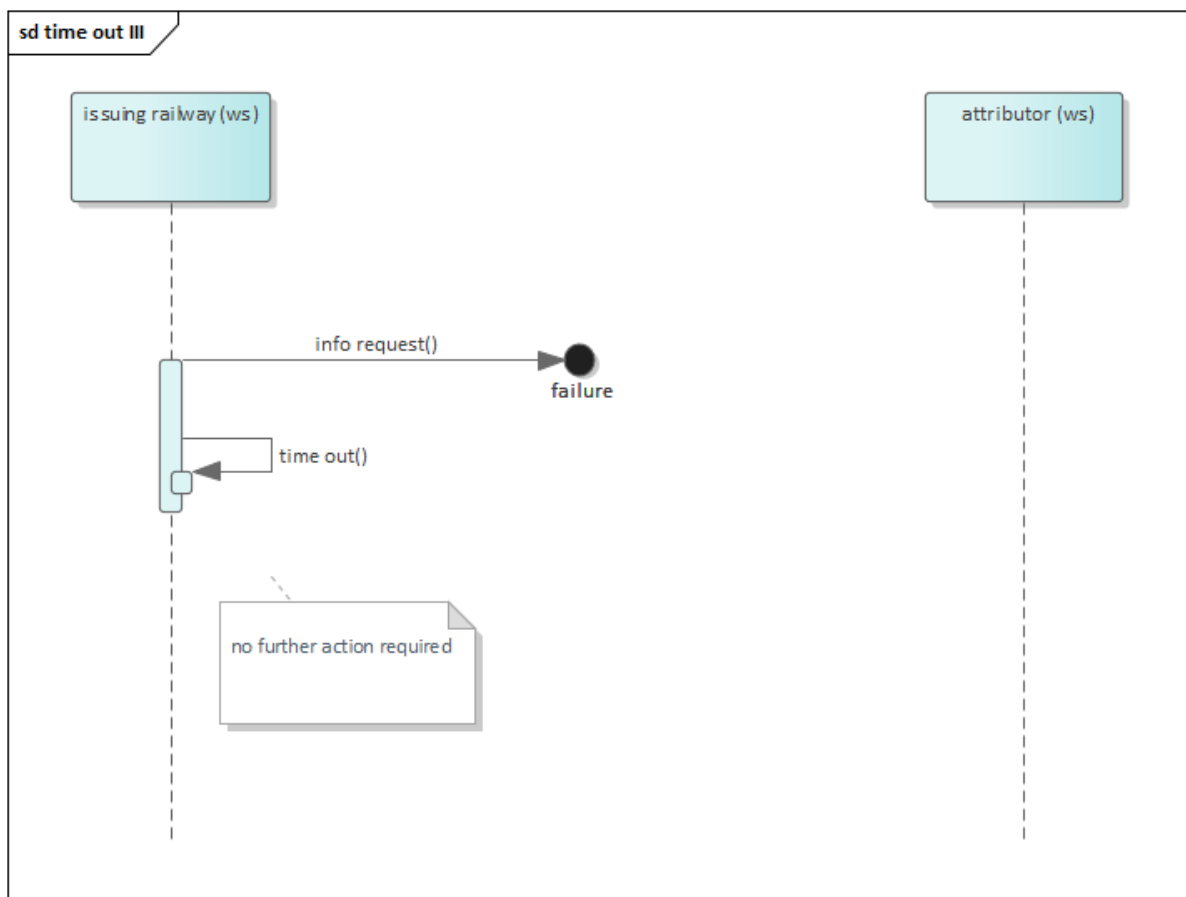 sd time out III
issuing railway (ws)
attributor (ws)
info request()
failure
time out()
no further action required